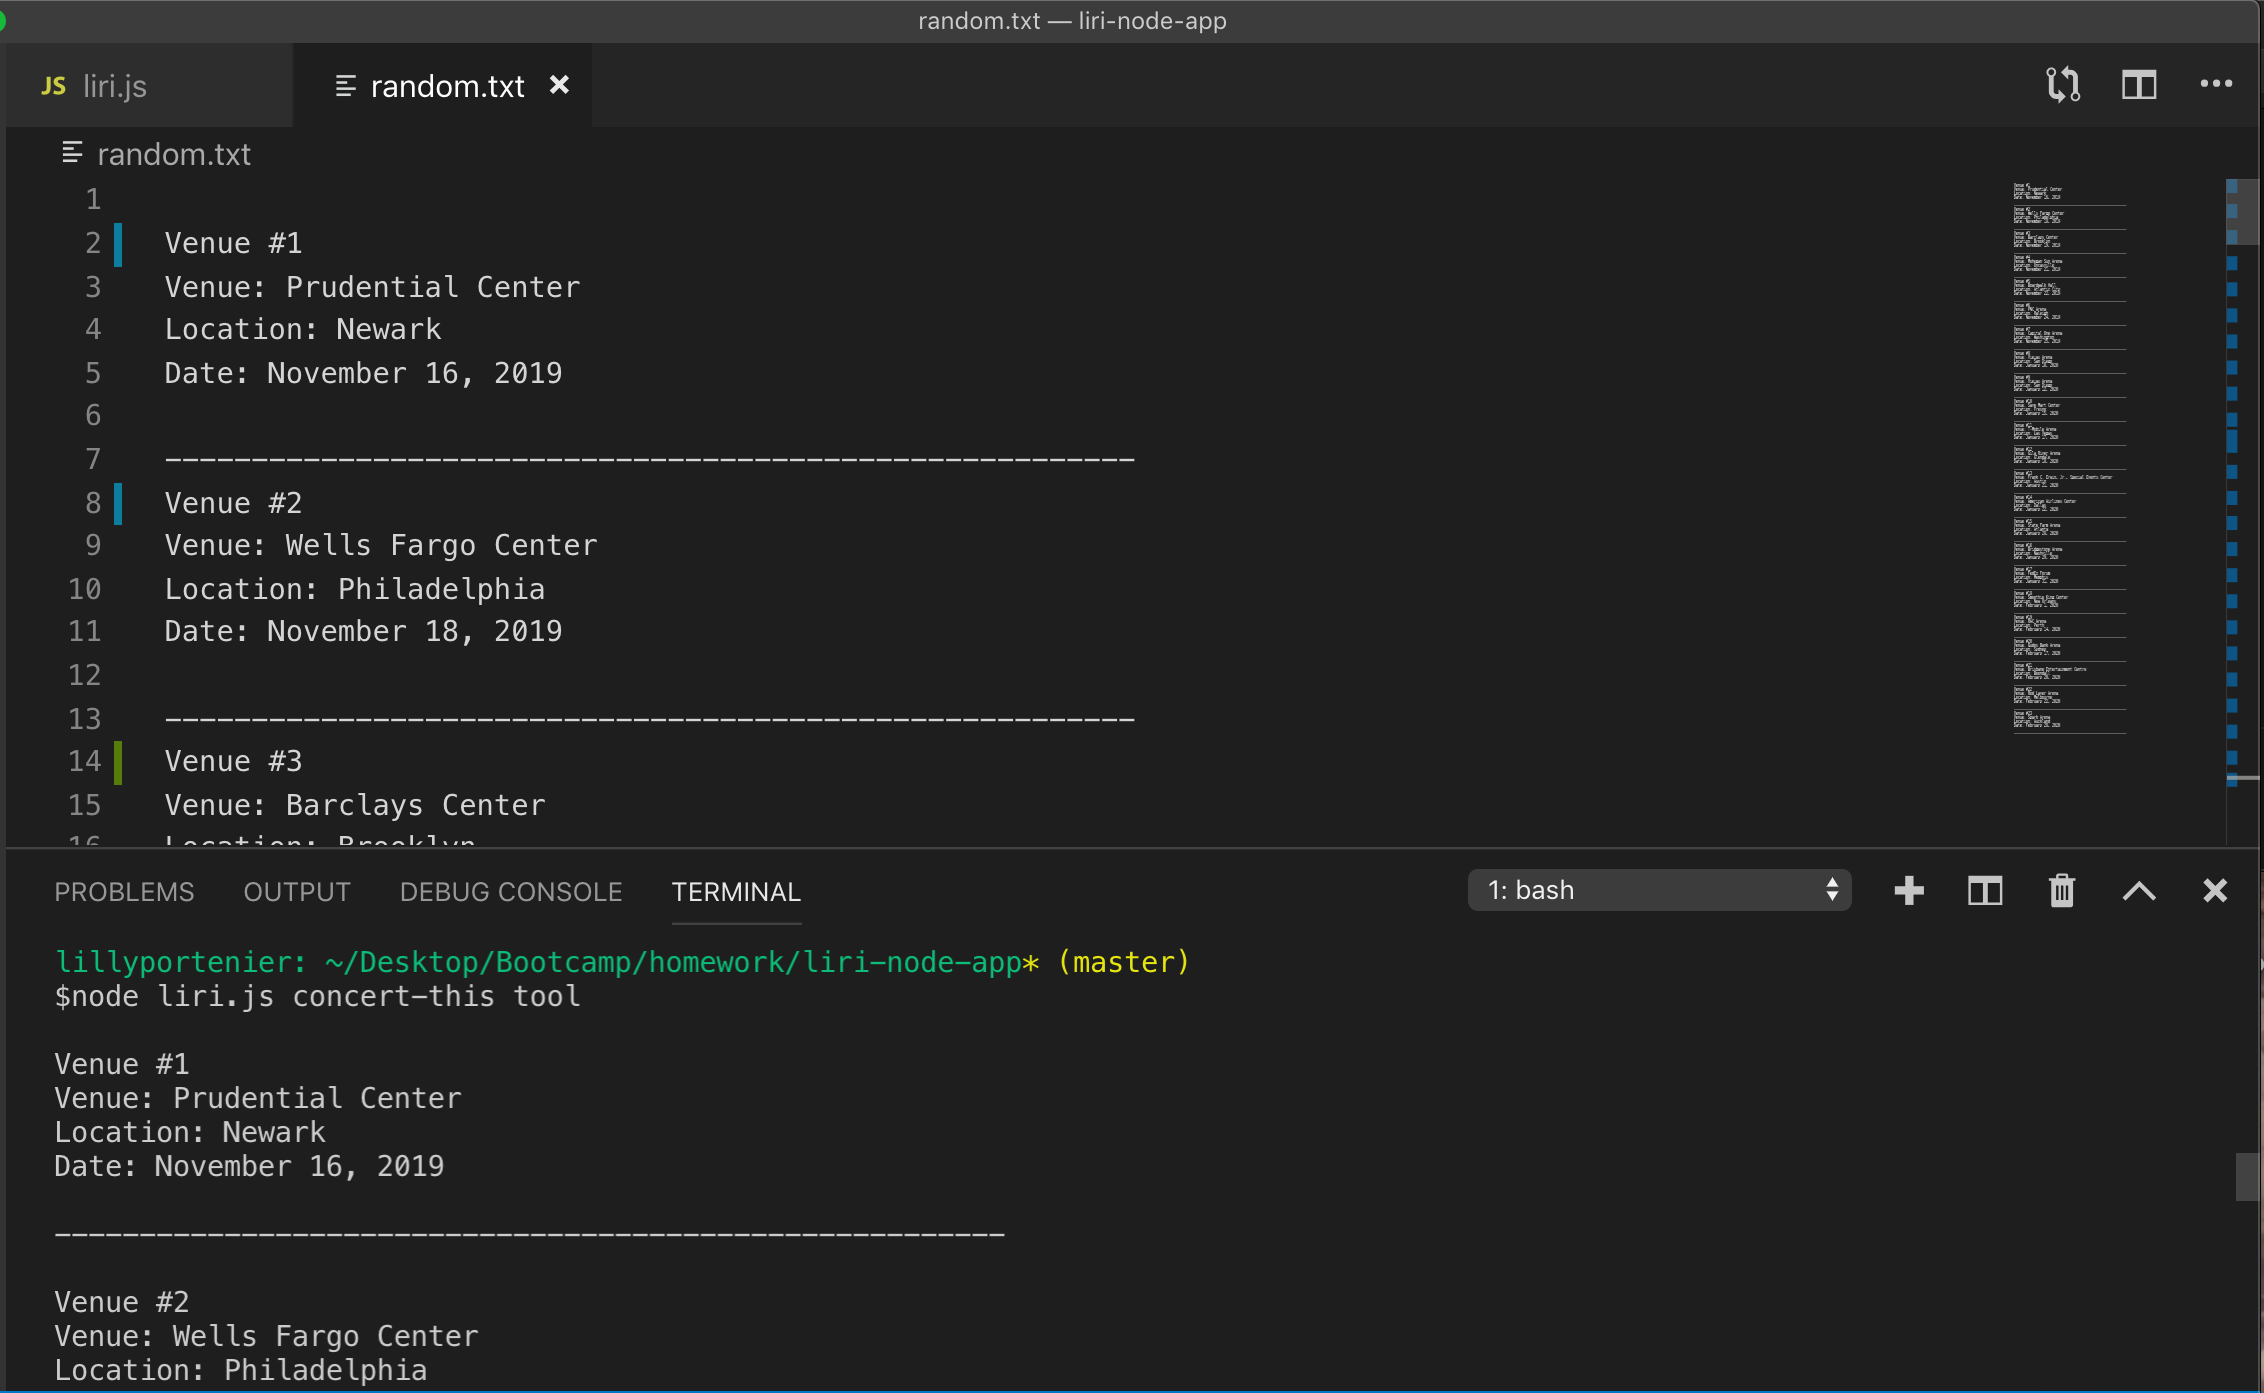 random.txt — liri-node-app
JS liri.js
random.txt
random.txt
1
2 Venue #1
3 Venue: Prudential Center
4 Location: Newark
5 Date: November 16, 2019
6
7 --------------------------------------------------------
8 Venue #2
9 Venue: Wells Fargo Center
10 Location: Philadelphia
11 Date: November 18, 2019
12
13 --------------------------------------------------------
14 Venue #3
15 Venue: Barclays Center
16 Location: Brooklyn
PROBLEMS OUTPUT DEBUG CONSOLE TERMINAL 1: bash
lillyportenier: ~/Desktop/Bootcamp/homework/liri-node-app* (master)
$node liri.js concert-this tool
Venue #1
Venue: Prudential Center
Location: Newark
Date: November 16, 2019
--------------------------------------------------------
Venue #2
Venue: Wells Fargo Center
Location: Philadelphia